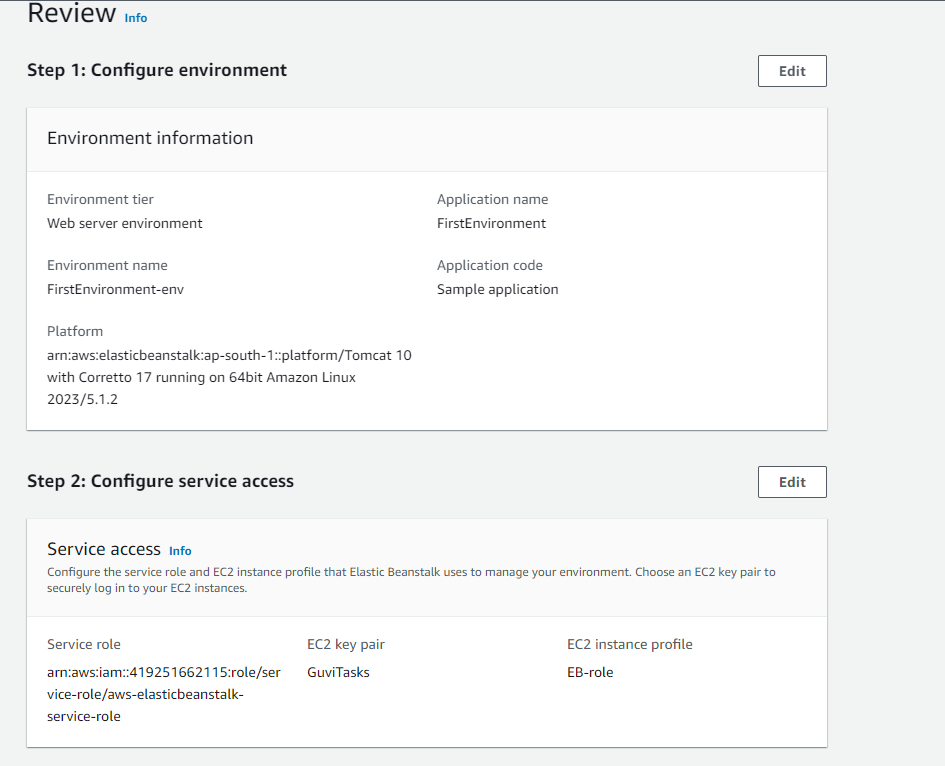 Review Info
Step 1: Configure environment
Edit
Environment information
Environment tier
Web server environment
Application name
FirstEnvironment
Environment name
FirstEnvironment-env
Application code
Sample application
Platform
arn:aws:elasticbeanstalk:ap-south-1::platform/Tomcat 10
with Corretto 17 running on 64bit Amazon Linux
2023/5.1.2
Step 2: Configure service access
Edit
Service access Info
Configure the service role and EC2 instance profile that Elastic Beanstalk uses to manage your environment. Choose an EC2 key pair to
securely log in to your EC2 instances.
Service role
arn:aws:iam::419251662115:role/ser
vice-role/aws-elasticbeanstalk-
service-role
EC2 key pair
GuviTasks
EC2 instance profile
EB-role